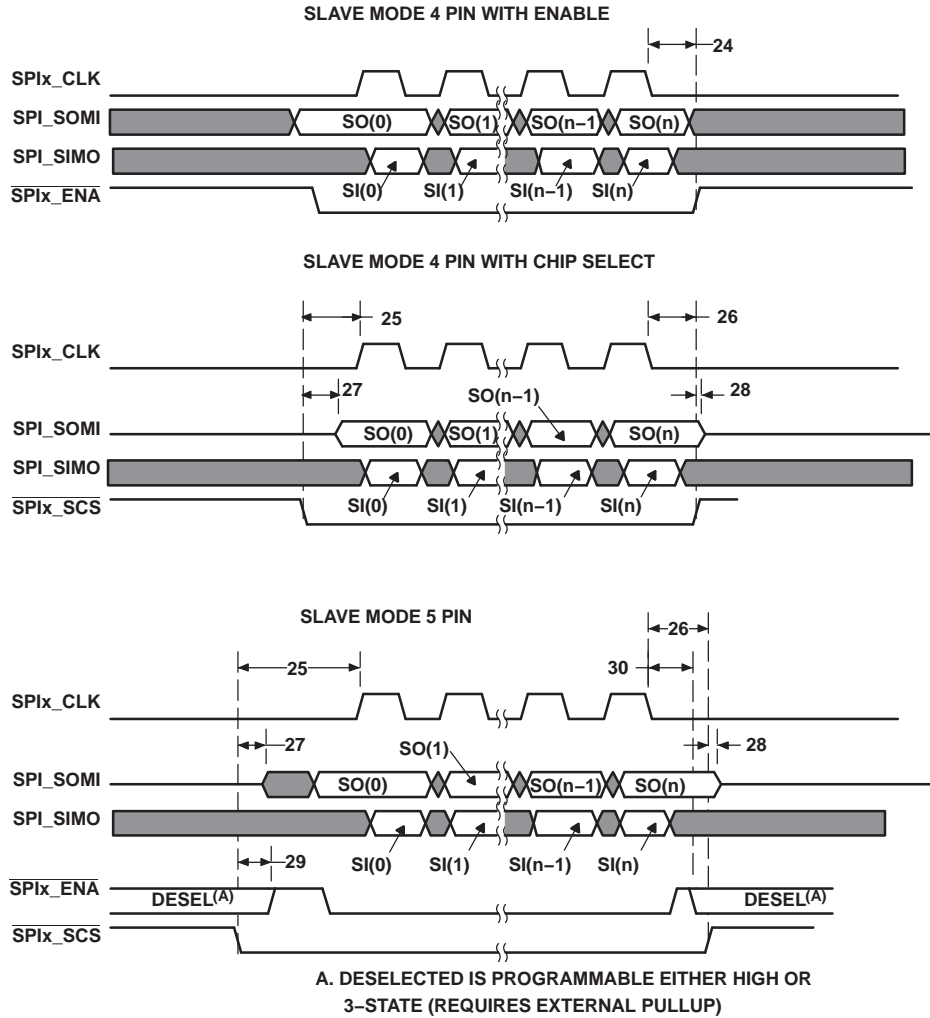 SLAVE MODE 4 PIN WITH ENABLE
24
SPIx_CLK
SPI_SOMI
SO(0)
SO(1)
SO(n−1)
SO(n)
SPI_SIMO
SI(0)
SI(1)
SI(n−1)
SI(n)
SPIx_ENA
SLAVE MODE 4 PIN WITH CHIP SELECT
25
26
SPIx_CLK
27
SO(n−1)
28
SPI_SOMI
SO(0)
SO(1)
SO(n)
SPI_SIMO
SI(0)
SI(1)
SI(n−1)
SI(n)
SPIx_SCS
SLAVE MODE 5 PIN
26
25
30
SPIx_CLK
27
SO(1)
28
SPI_SOMI
SO(0)
SO(n−1)
SO(n)
SPI_SIMO
SI(0)
SI(1)
SI(n−1)
SI(n)
29
SPIx_ENA
DESEL(A)
DESEL(A)
SPIx_SCS
A. DESELECTED IS PROGRAMMABLE EITHER HIGH OR
3−STATE (REQUIRES EXTERNAL PULLUP)